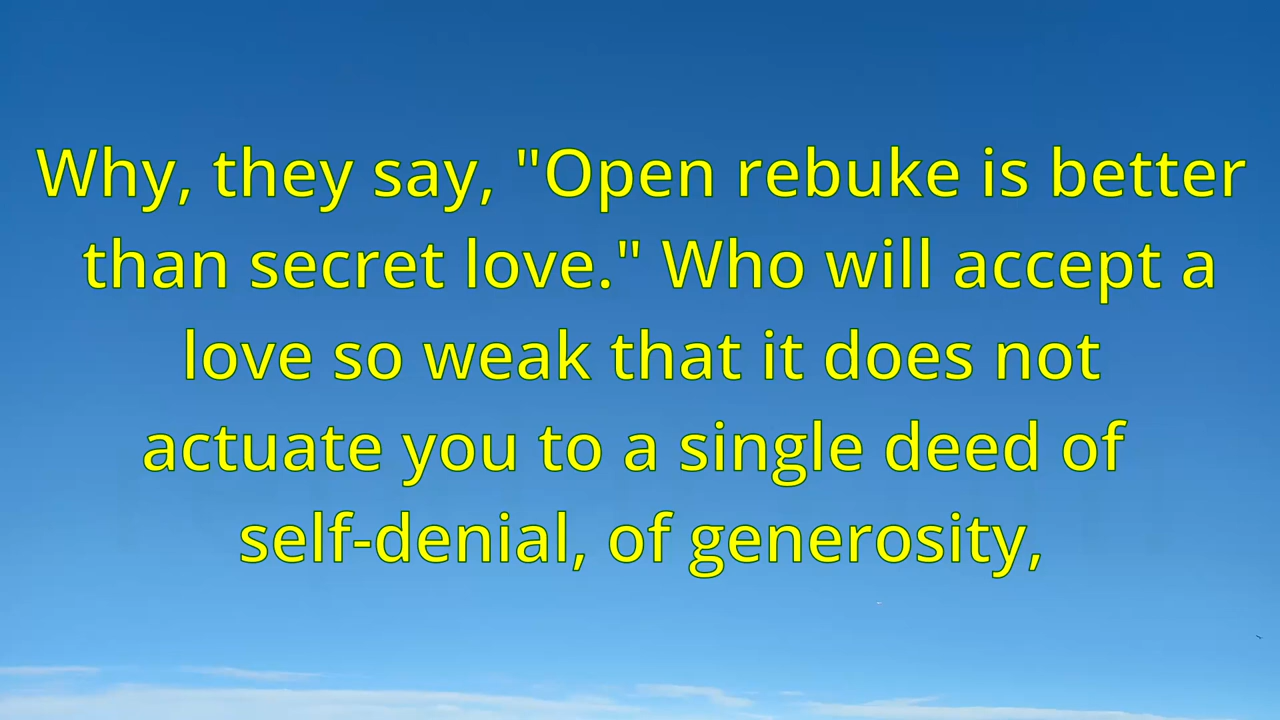 Why, they say, "Open rebuke is better
than secret love." Who will accept a
love so weak that it does not
actuate you to a single deed of
self-denial, of generosity,